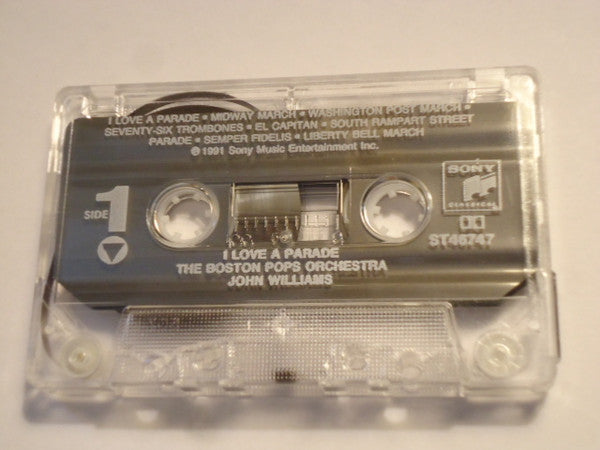 I LOVE A PARADE • MIDWAY MARCH • WASHINGTON POST MARCH •
SEVENTY-SIX TROMBONES • EL CAPITAN • SOUTH RAMPART STREET
PARADE • SEMPER FIDELIS • LIBERTY BELL MARCH
℗ 1991 Sony Music Entertainment Inc.
SIDE 1
SONY
CLASSICAL
ST46747
I LOVE A PARADE
THE BOSTON POPS ORCHESTRA
JOHN WILLIAMS